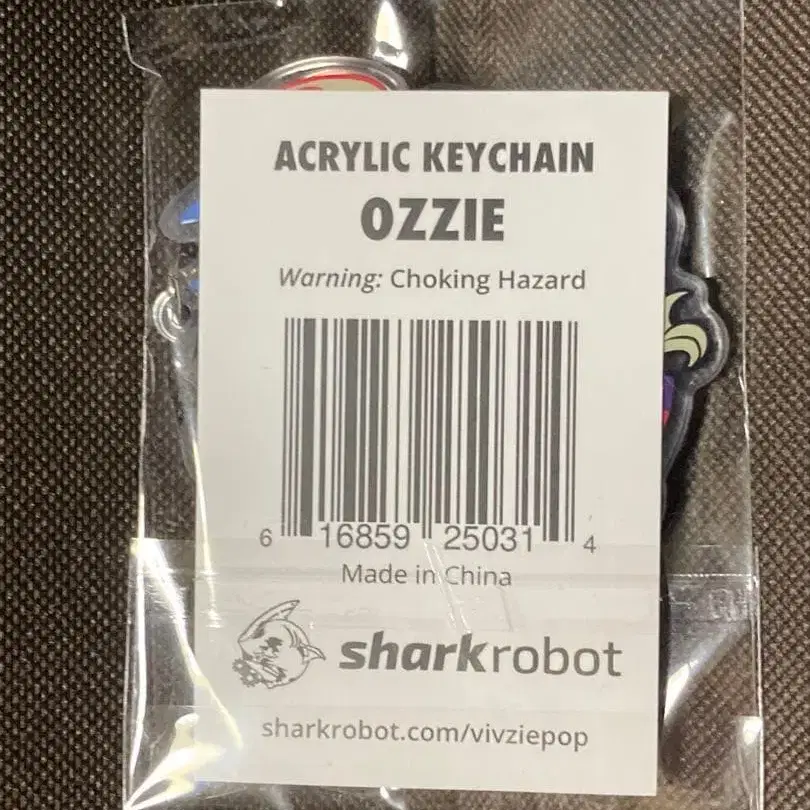 ACRYLIC KEYCHAIN
OZZIE
Warning: Choking Hazard
6 16859 25031 4
Made in China
sharkrobot
sharkrobot.com/vivziepop